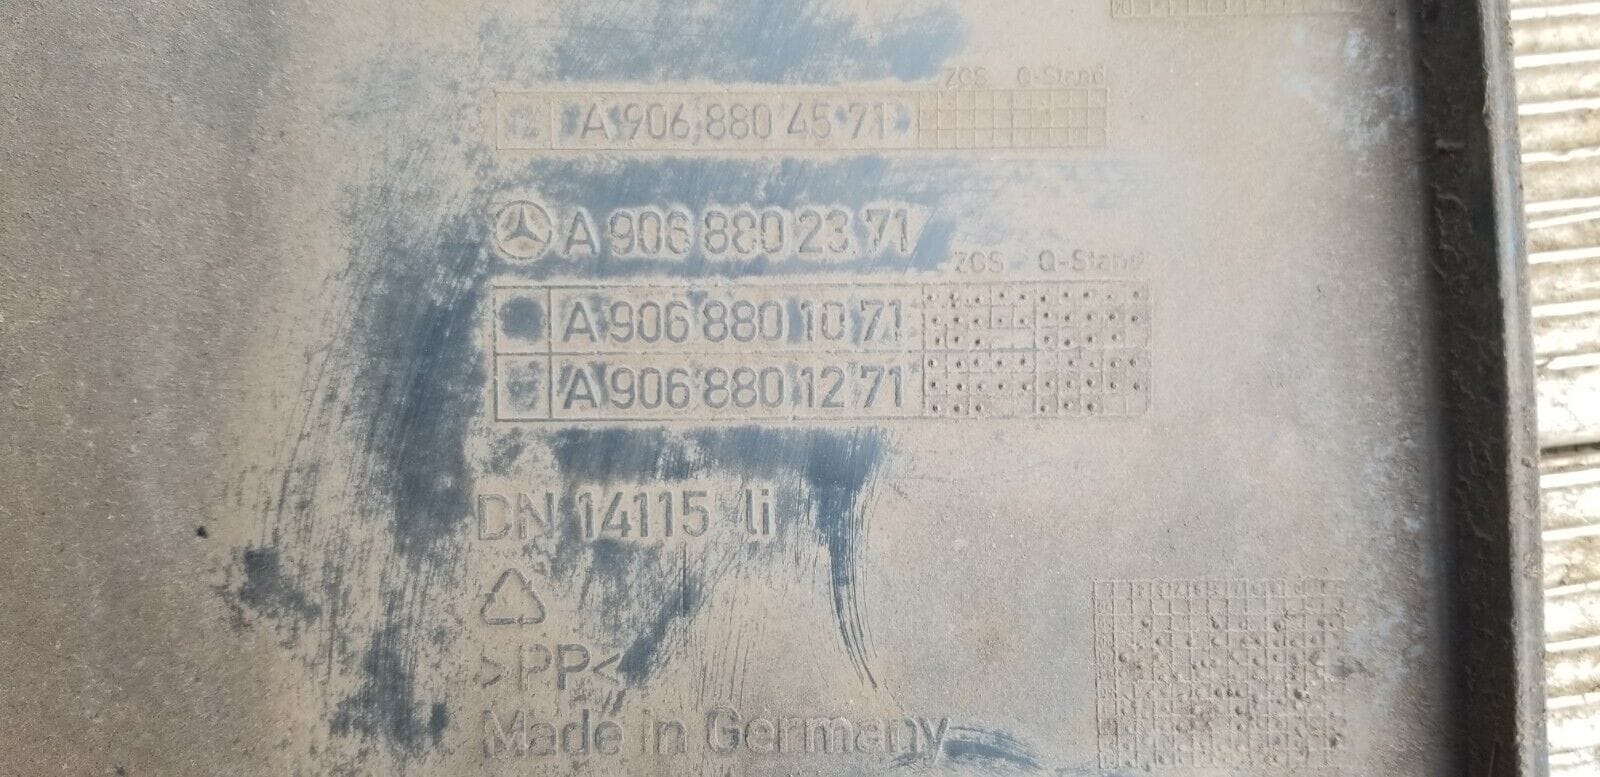 ZGS Q-Stand
A 906 880 45 71
A 906 880 23 71
ZGS Q-Stand
A 906 880 10 71
A 906 880 12 71
DN 14115 li
>PP<
Made in Germany